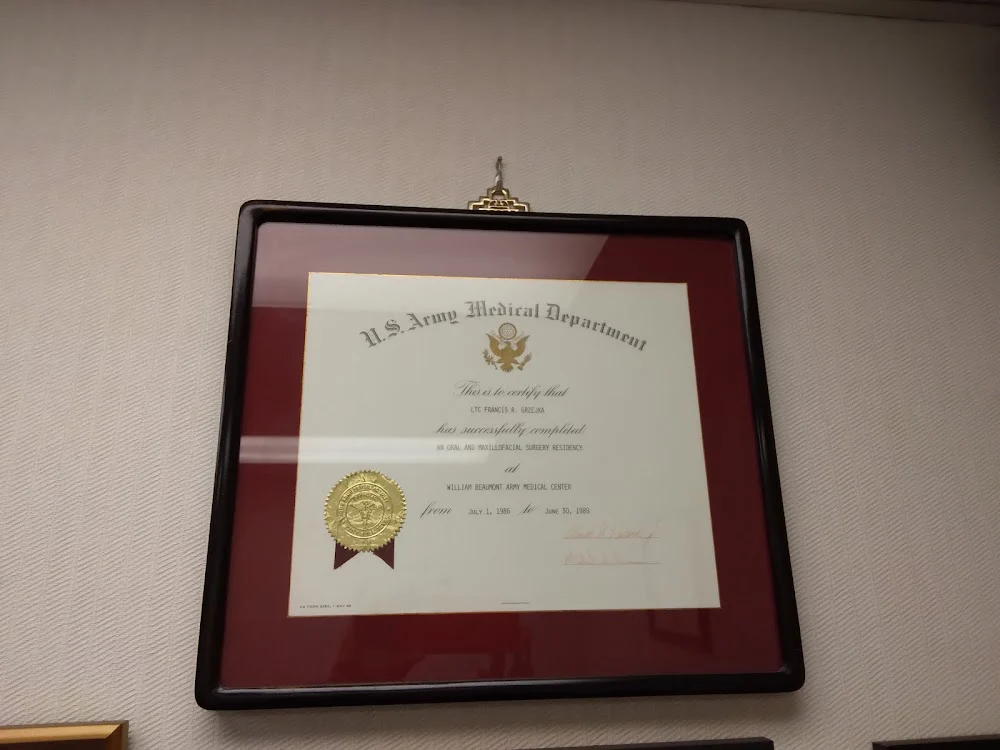 U.S. Army Medical Department
This is to certify that
LTC FRANCIS R. GRZEJKA
has successfully completed
AN ORAL AND MAXILLOFACIAL SURGERY RESIDENCY
at
WILLIAM BEAUMONT ARMY MEDICAL CENTER
from JULY 1, 1986 to JUNE 30, 1989